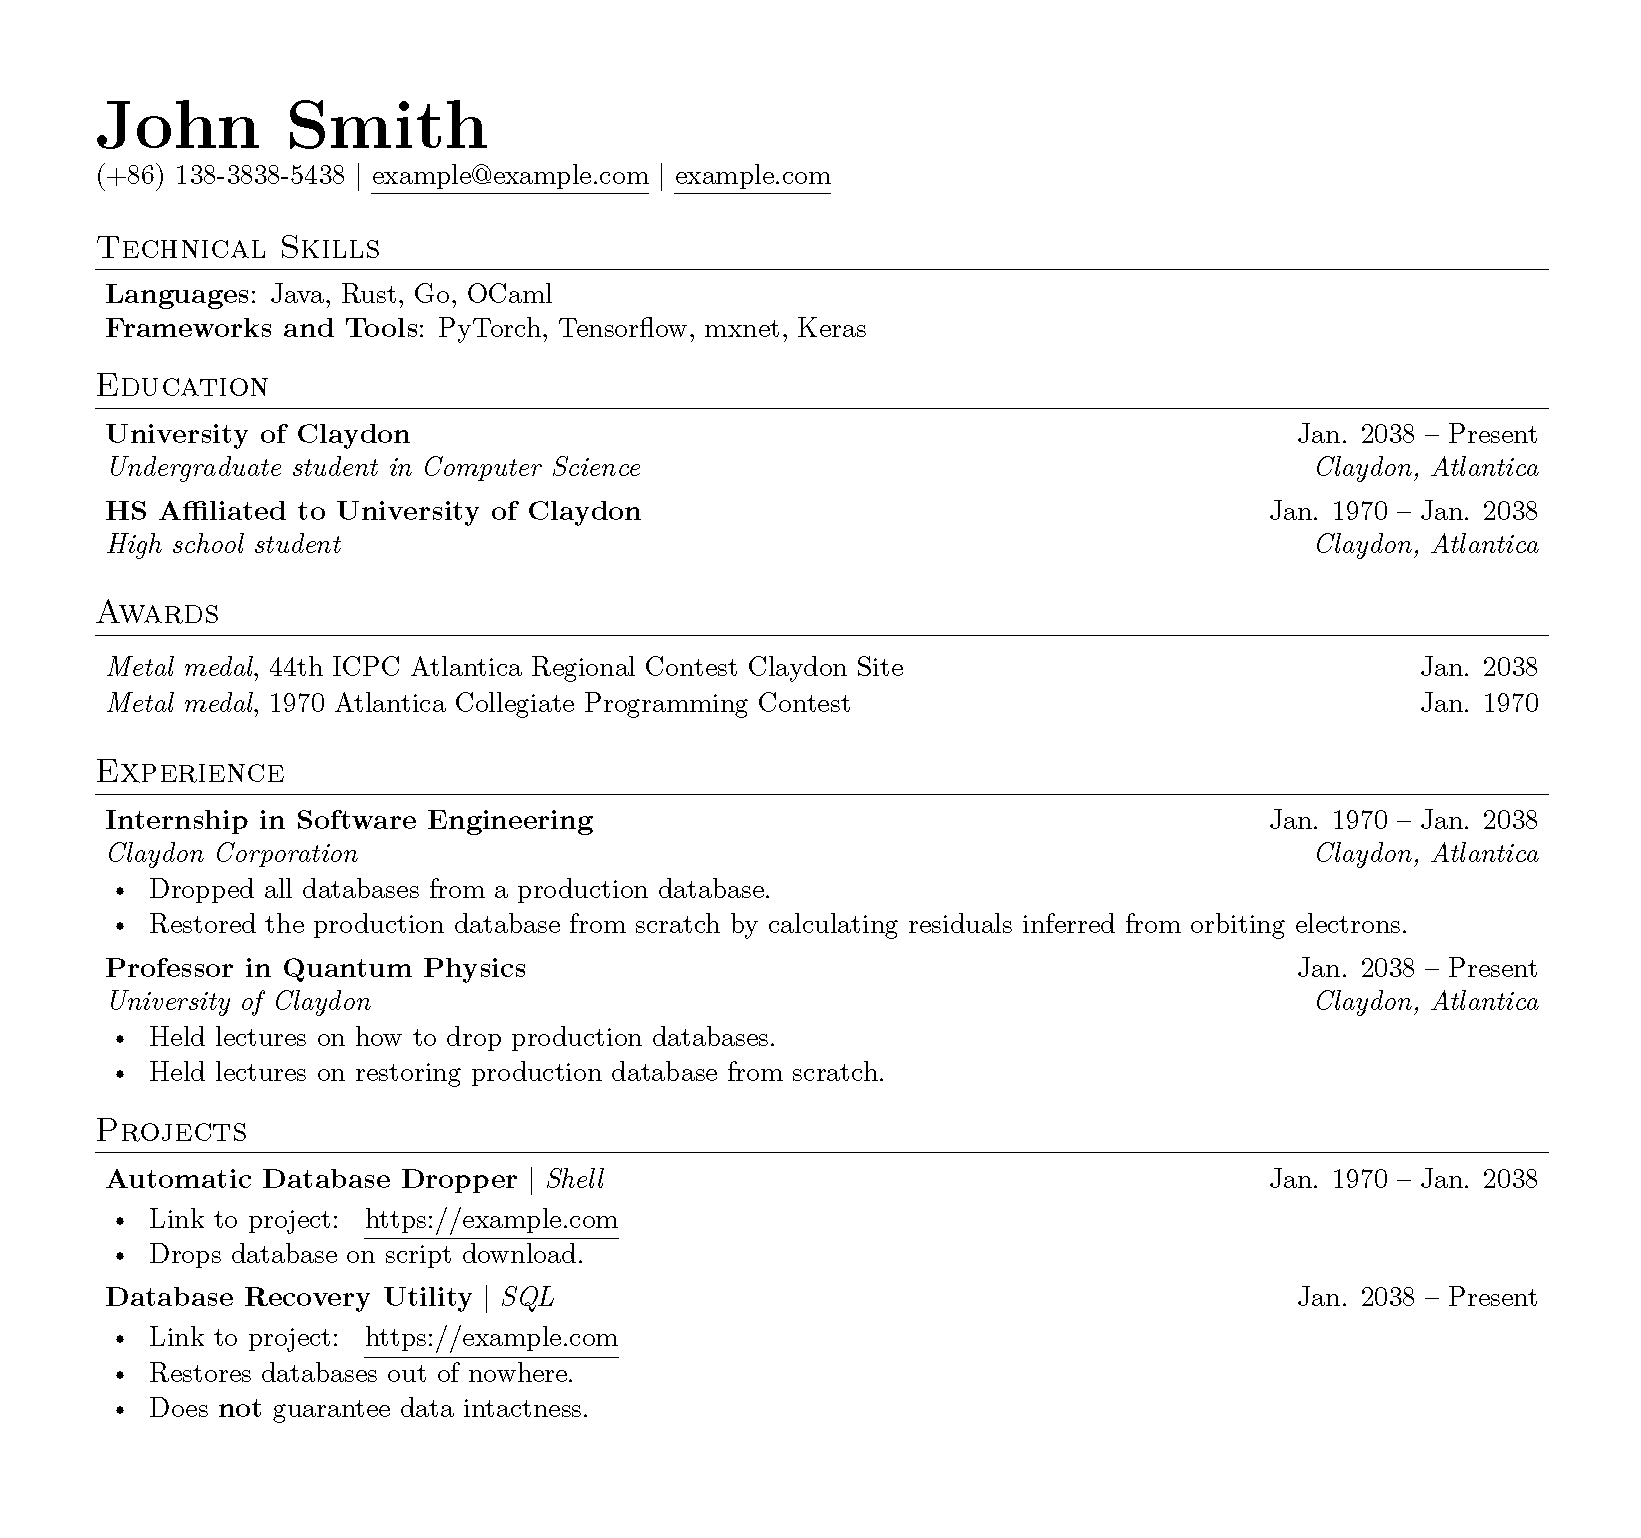 John Smith
(+86) 138-3838-5438 | example@example.com | example.com
Technical Skills
Languages: Java, Rust, Go, OCaml
Frameworks and Tools: PyTorch, Tensorflow, mxnet, Keras
Education
University of Claydon Jan. 2038 – Present
Undergraduate student in Computer Science Claydon, Atlantica
HS Affiliated to University of Claydon Jan. 1970 – Jan. 2038
High school student Claydon, Atlantica
Awards
Metal medal, 44th ICPC Atlantica Regional Contest Claydon Site Jan. 2038
Metal medal, 1970 Atlantica Collegiate Programming Contest Jan. 1970
Experience
Internship in Software Engineering Jan. 1970 – Jan. 2038
Claydon Corporation Claydon, Atlantica
• Dropped all databases from a production database.
• Restored the production database from scratch by calculating residuals inferred from orbiting electrons.
Professor in Quantum Physics Jan. 2038 – Present
University of Claydon Claydon, Atlantica
• Held lectures on how to drop production databases.
• Held lectures on restoring production database from scratch.
Projects
Automatic Database Dropper | Shell Jan. 1970 – Jan. 2038
• Link to project: https://example.com
• Drops database on script download.
Database Recovery Utility | SQL Jan. 2038 – Present
• Link to project: https://example.com
• Restores databases out of nowhere.
• Does not guarantee data intactness.